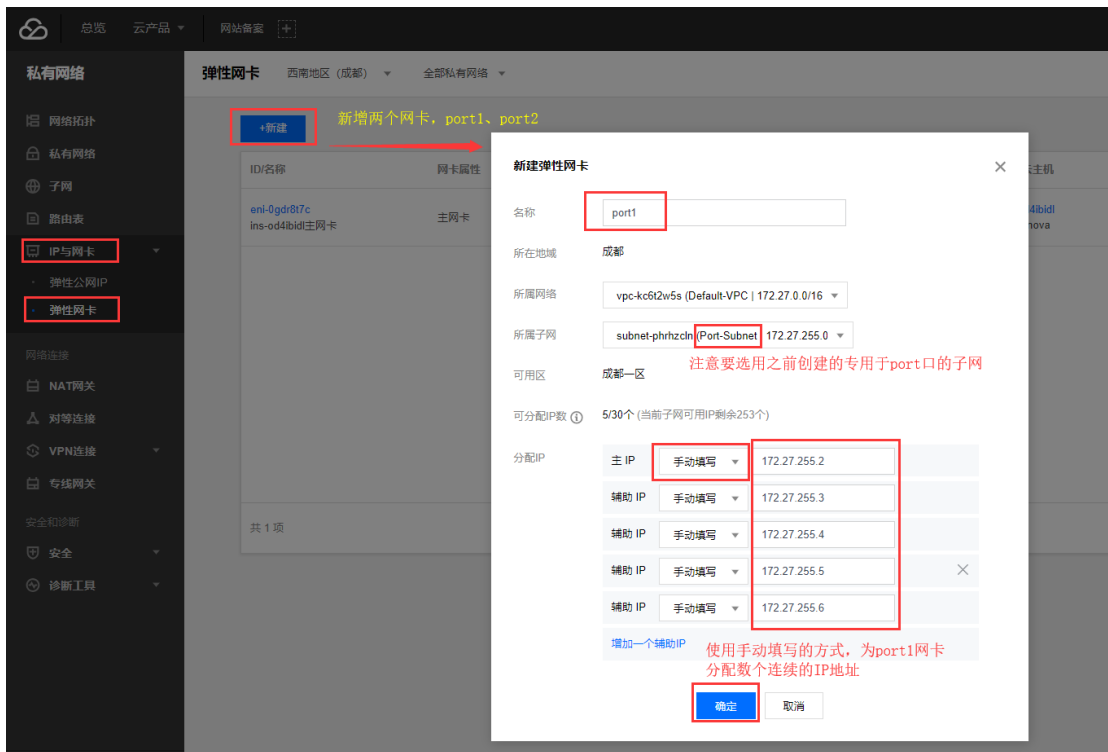 总览 云产品 网站备案
私有网络
弹性网卡 西南地区（成都） 全部私有网络
网络拓扑
私有网络
子网
路由表
IP与网卡
弹性公网IP
弹性网卡
网络连接
NAT网关
对等连接
VPN连接
专线网关
安全和诊断
安全
诊断工具
+新建
新增两个网卡，port1、port2
ID/名称 网卡属性
主机
eni-0gdr8t7c
ins-od4ibidl主网卡
主网卡
4ibidl
nova
共 1 项
新建弹性网卡
名称 port1
所在地域 成都
所属网络 vpc-kc6t2w5s (Default-VPC | 172.27.0.0/16
所属子网 subnet-phrhzcln (Port-Subnet 172.27.255.0
注意要选用之前创建的专用于port口的子网
可用区 成都一区
可分配IP数 5/30个 (当前子网可用IP剩余253个)
分配IP
主 IP 手动填写 172.27.255.2
辅助 IP 手动填写 172.27.255.3
辅助 IP 手动填写 172.27.255.4
辅助 IP 手动填写 172.27.255.5
辅助 IP 手动填写 172.27.255.6
增加一个辅助IP
使用手动填写的方式，为port1网卡
分配数个连续的IP地址
确定 取消